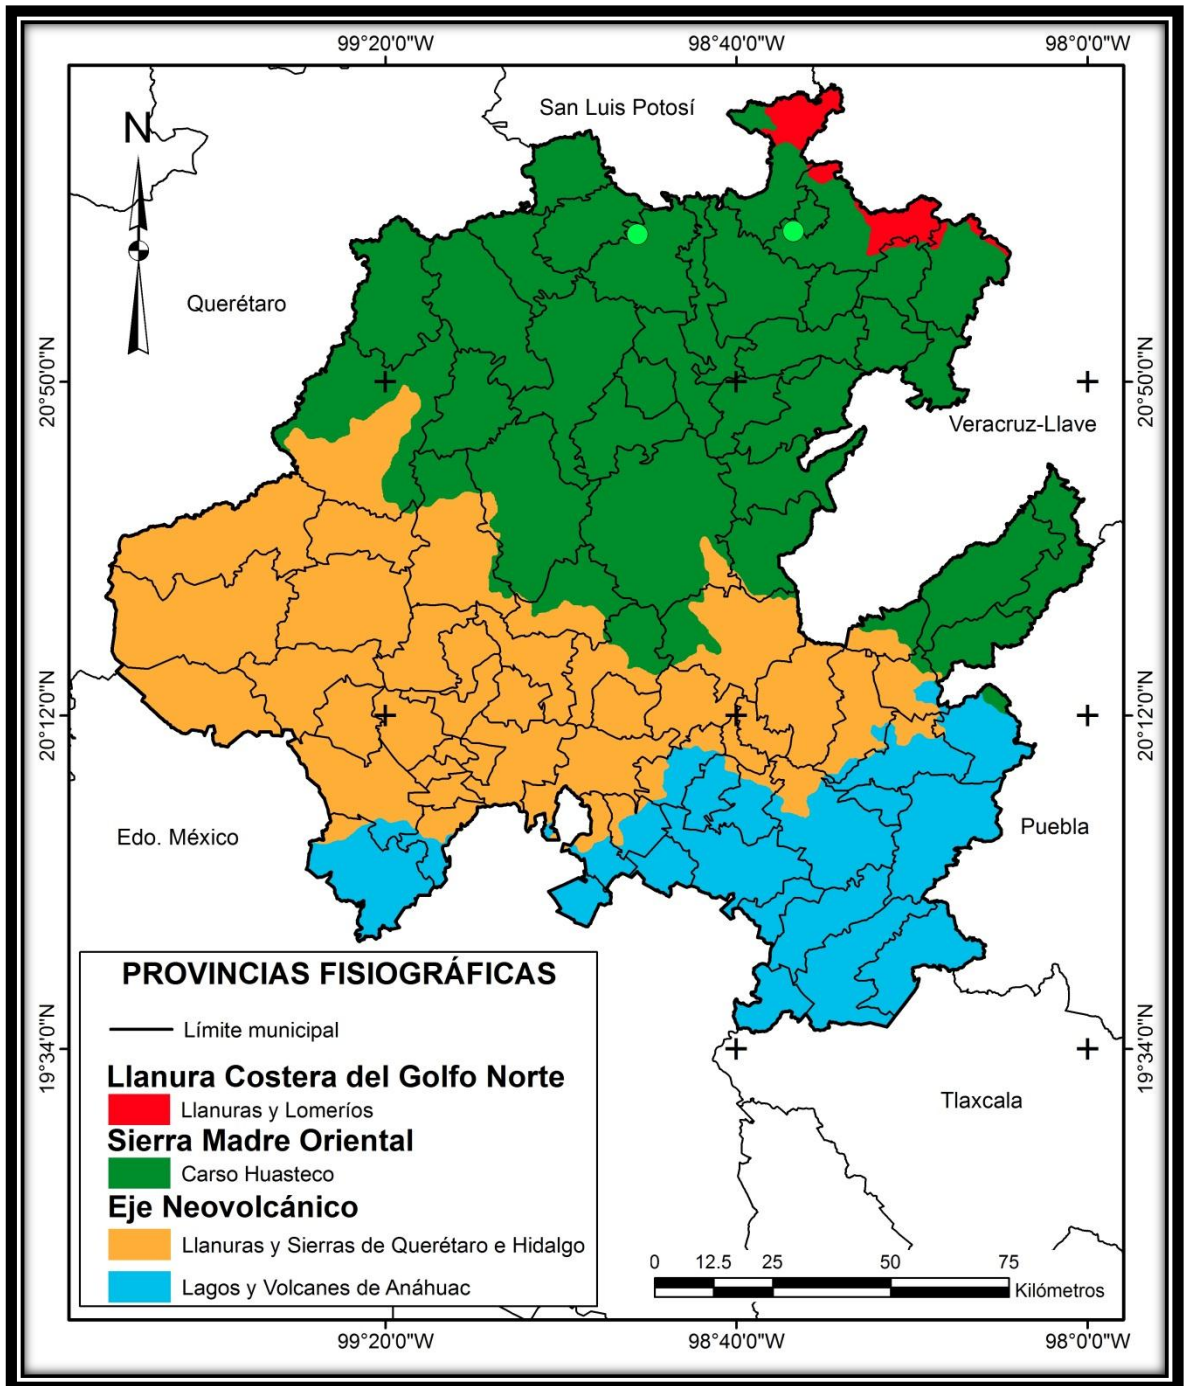 99°20'0"W 98°40'0"W 98°0'0"W
San Luis Potosí
N
Querétaro
20°50'0"N 20°50'0"N
Veracruz-Llave
20°12'0"N 20°12'0"N
Edo. México
Puebla
PROVINCIAS FISIOGRÁFICAS
Límite municipal
19°34'0"N 19°34'0"N
Llanura Costera del Golfo Norte
Llanuras y Lomeríos
Tlaxcala
Sierra Madre Oriental
Carso Huasteco
Eje Neovolcánico
Llanuras y Sierras de Querétaro e Hidalgo
Lagos y Volcanes de Anáhuac
0 12.5 25 50 75
Kilómetros
99°20'0"W 98°40'0"W 98°0'0"W